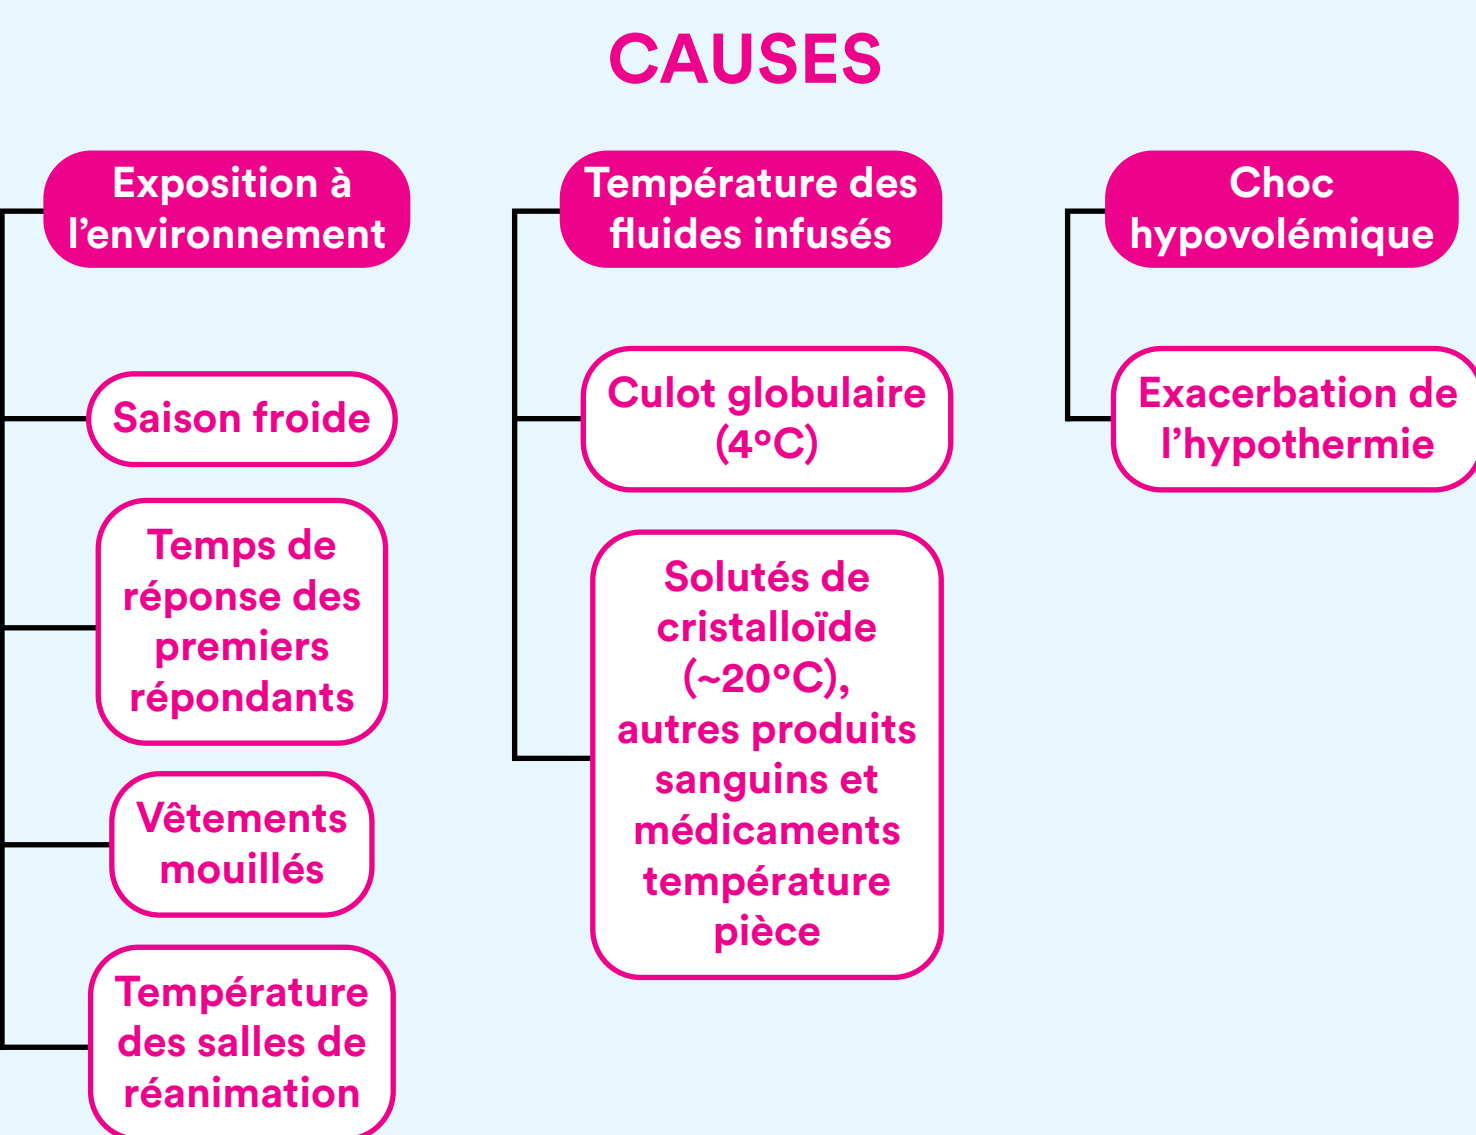 CAUSES
Exposition à
l'environnement
Saison froide
Temps de
réponse des
premiers
répondants
Vêtements
mouillés
Température
des salles de
réanimation
Température des
fluides infusés
Culot globulaire
(4°C)
Solutés de
cristalloïde
(~20°C),
autres produits
sanguins et
médicaments
température
pièce
Choc
hypovolémique
Exacerbation de
l'hypothermie